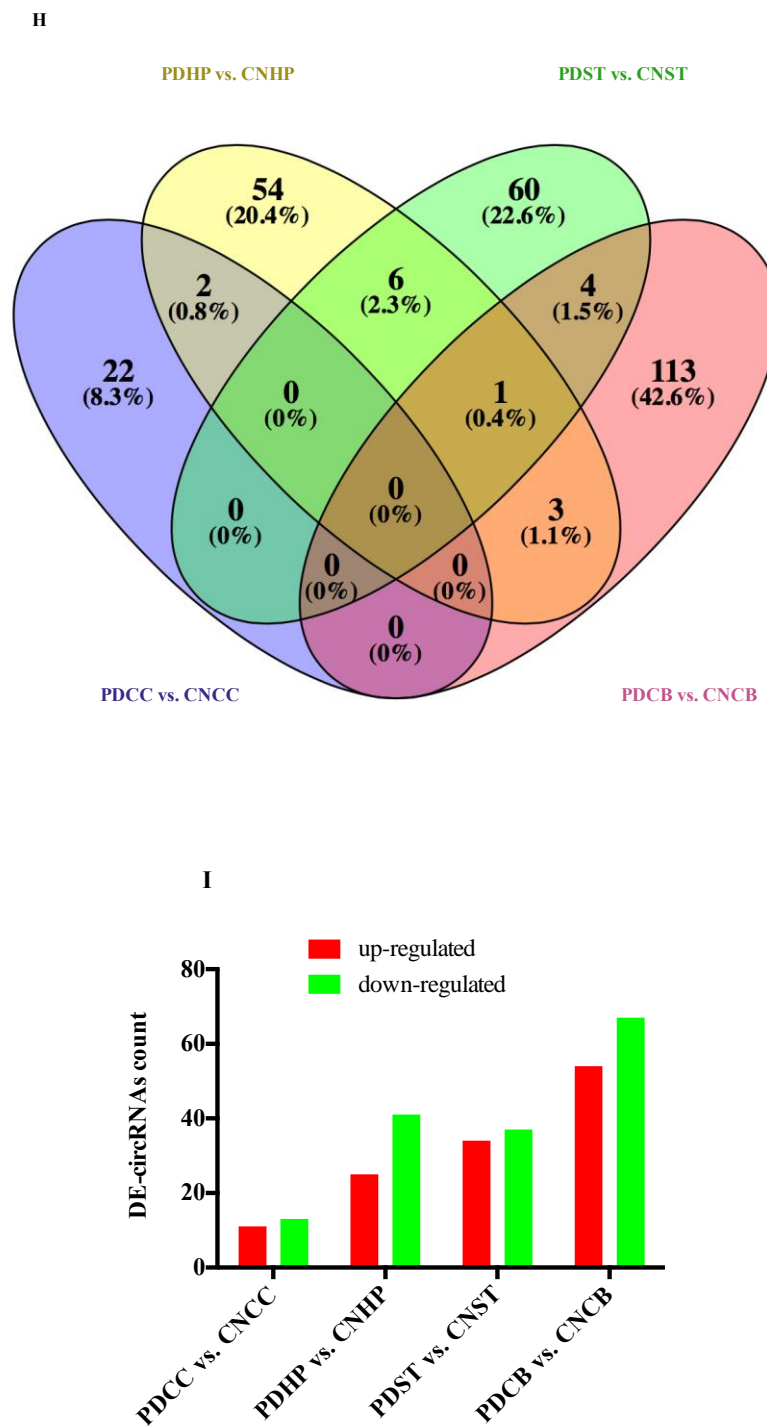 H
PDHP vs. CNHP
PDST vs. CNST
54
(20.4%)
60
(22.6%)
2
(0.8%)
6
(2.3%)
4
(1.5%)
22
(8.3%)
0
(0%)
1
(0.4%)
113
(42.6%)
0
(0%)
0
(0%)
3
(1.1%)
0
(0%)
0
(0%)
0
(0%)
PDCC vs. CNCC
PDCB vs. CNCB
I
up-regulated
down-regulated
DE-circRNAs count
80
60
40
20
0
PDCC vs. CNCC
PDHP vs. CNHP
PDST vs. CNST
PDCB vs. CNCB